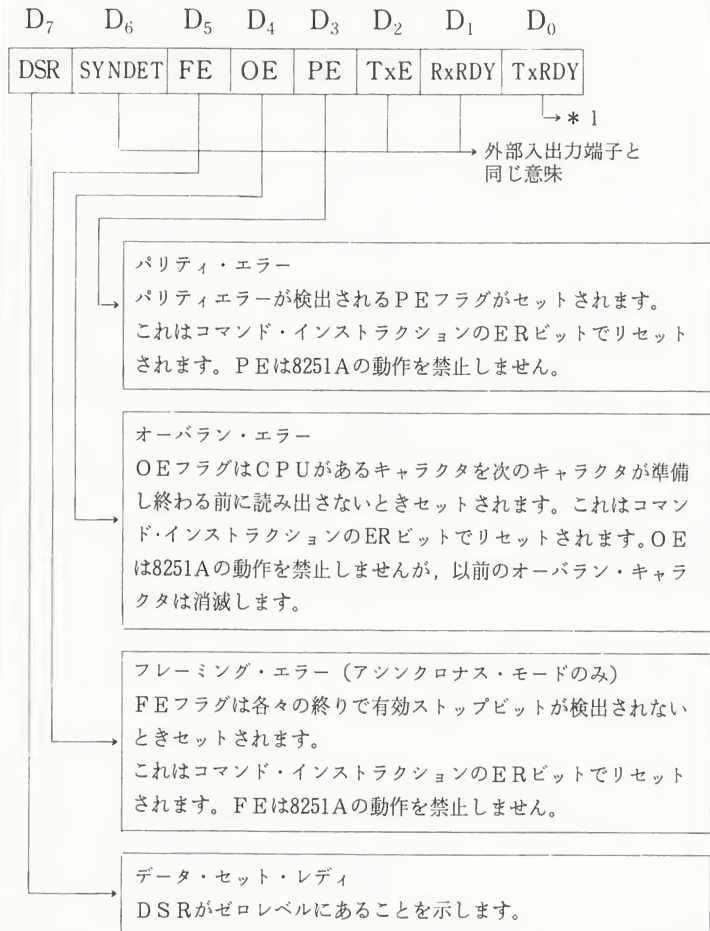 D₇ D₆ D₅ D₄ D₃ D₂ D₁ D₀
DSR SYNDET FE OE PE TxE RxRDY TxRDY
* 1
外部入出力端子と
同じ意味
パリティ・エラー
パリティエラーが検出されるPEフラグがセットされます。
これはコマンド・インストラクションのERビットでリセット
されます。PEは8251Aの動作を禁止しません。
オーバラン・エラー
OEフラグはCPUがあるキャラクタを次のキャラクタが準備
し終わる前に読み出さないときセットされます。これはコマン
ド・インストラクションのERビットでリセットされます。OE
は8251Aの動作を禁止しませんが，以前のオーバラン・キャラ
クタは消滅します。
フレーミング・エラー（アシンクロナス・モードのみ）
FEフラグは各々の終りで有効ストップビットが検出されない
ときセットされます。
これはコマンド・インストラクションのERビットでリセット
されます。FEは8251Aの動作を禁止しません。
データ・セット・レディ
DSRがゼロレベルにあることを示します。